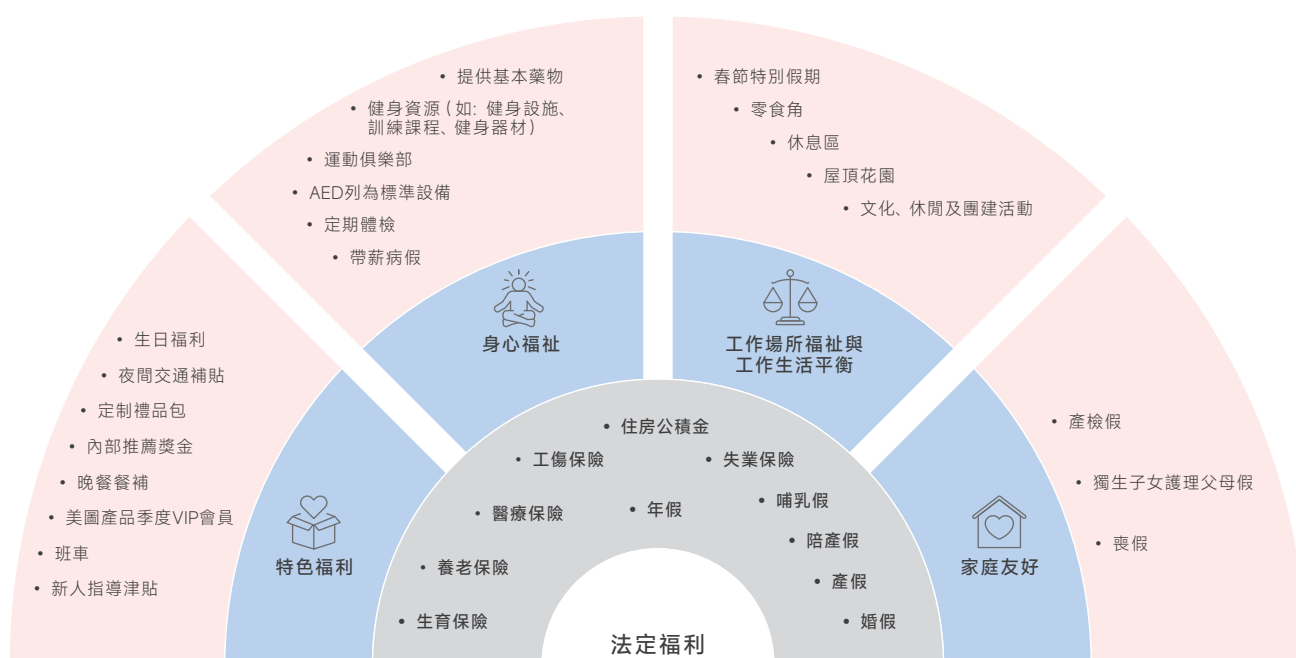 • 提供基本藥物
• 健身資源（如: 健身設施、
訓練課程、健身器材）
• 運動俱樂部
• AED列為標準設備
• 定期體檢
• 帶薪病假
身心福祉
• 春節特別假期
• 零食角
• 休息區
• 屋頂花園
• 文化、休閒及團建活動
工作場所福祉與
工作生活平衡
• 生日福利
• 夜間交通補貼
• 定制禮品包
• 內部推薦獎金
• 晚餐餐補
• 美圖產品季度VIP會員
• 班車
• 新人指導津貼
特色福利
• 產檢假
• 獨生子女護理父母假
• 喪假
家庭友好
• 住房公積金
• 工傷保險
• 失業保險
• 醫療保險
• 年假
• 哺乳假
• 陪產假
• 養老保險
• 產假
• 生育保險
• 婚假
法定福利